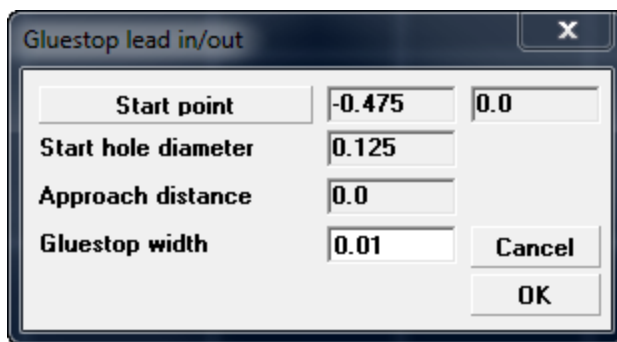 Gluestop lead in/out
x
Start point -0.475 0.0
Start hole diameter 0.125
Approach distance 0.0
Gluestop width 0.01 Cancel
OK